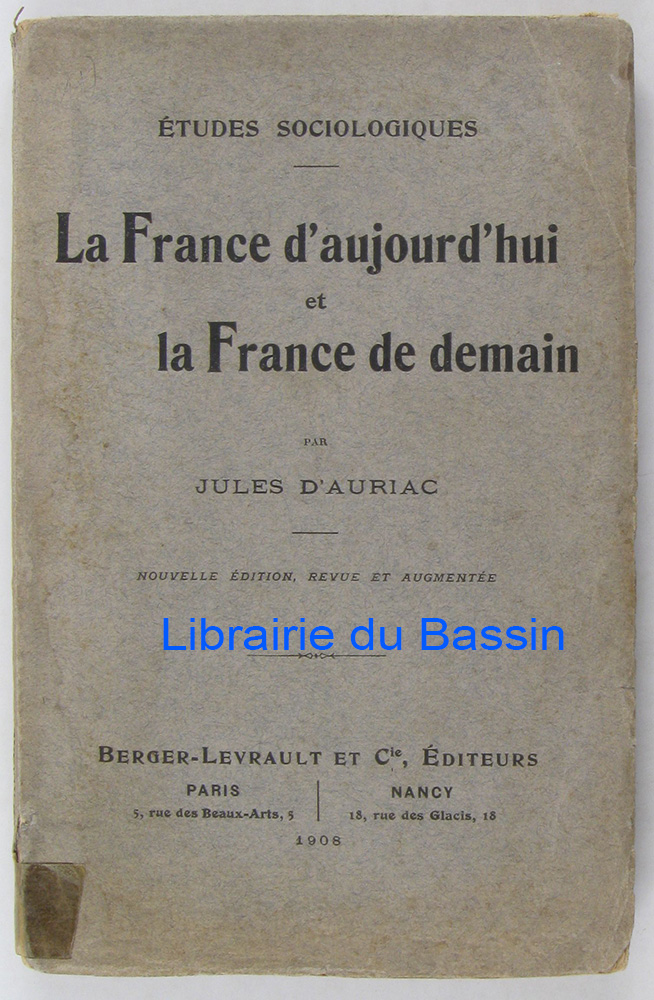 ÉTUDES SOCIOLOGIQUES
La France d'aujourd'hui
et
la France de demain
PAR
JULES D'AURIAC
NOUVELLE ÉDITION, REVUE ET AUGMENTÉE
Librairie du Bassin
BERGER-LEVRAULT ET Cie, ÉDITEURS
PARIS
5, rue des Beaux-Arts, 5
NANCY
18, rue des Glacis, 18
1908